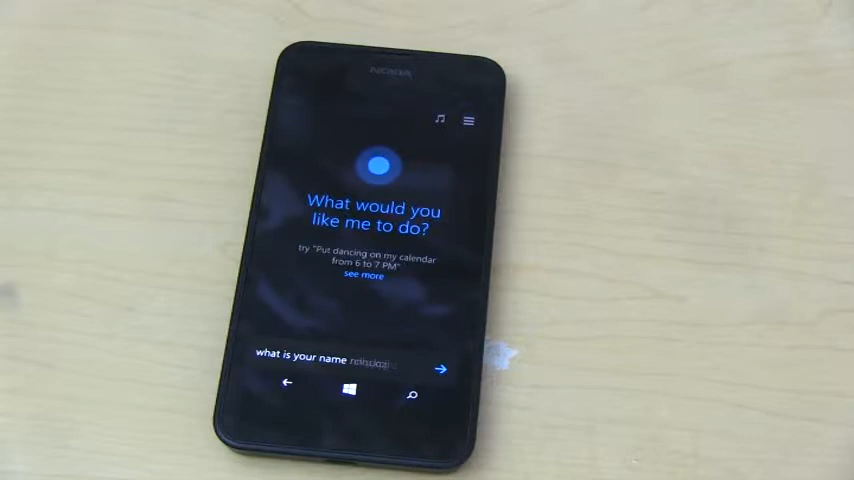 NOKIA
What would you
like me to do?
try "Put dancing on my calendar
from 6 to 7 PM"
see more
what is your name